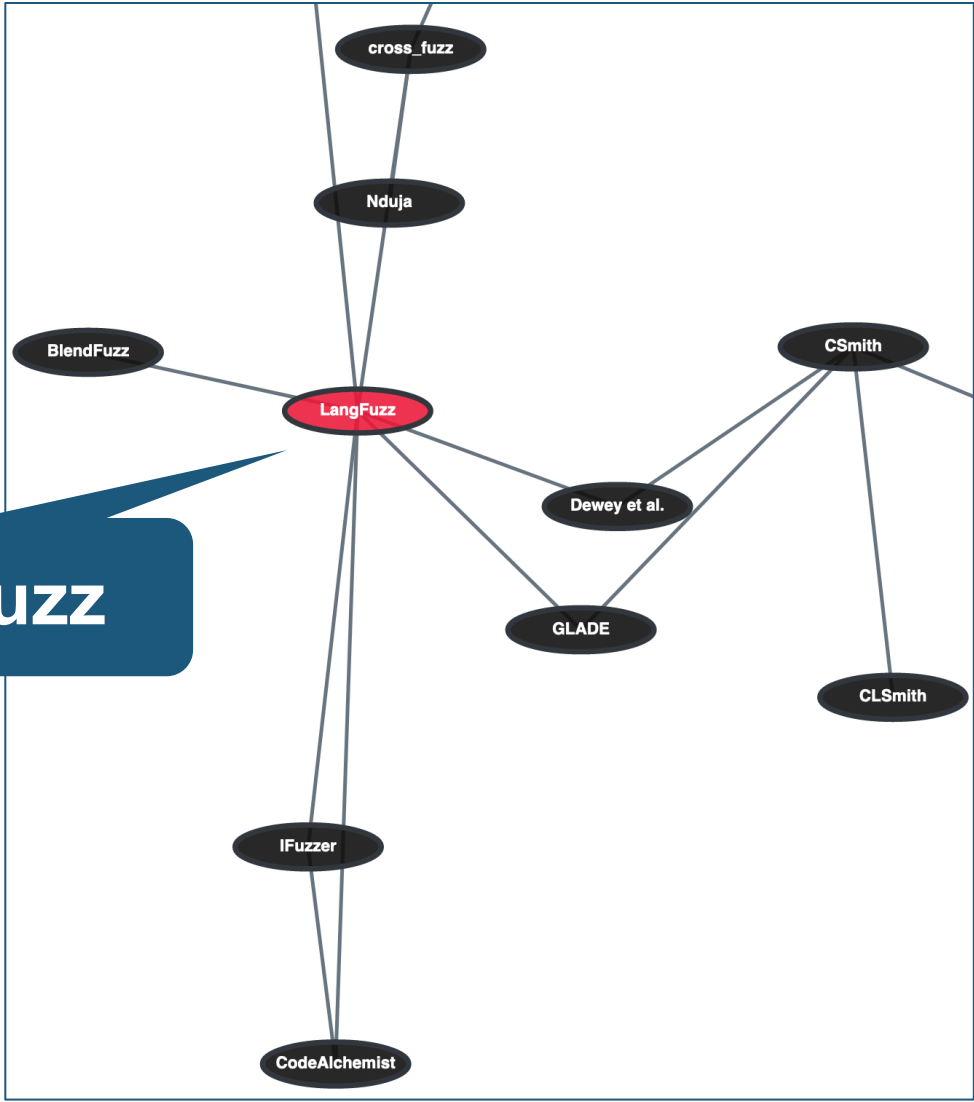 cross_fuzz
Nduja
BlendFuzz
CSmith
LangFuzz
Dewey et al.
uzz
GLADE
CLSmith
IFuzzer
CodeAlchemist